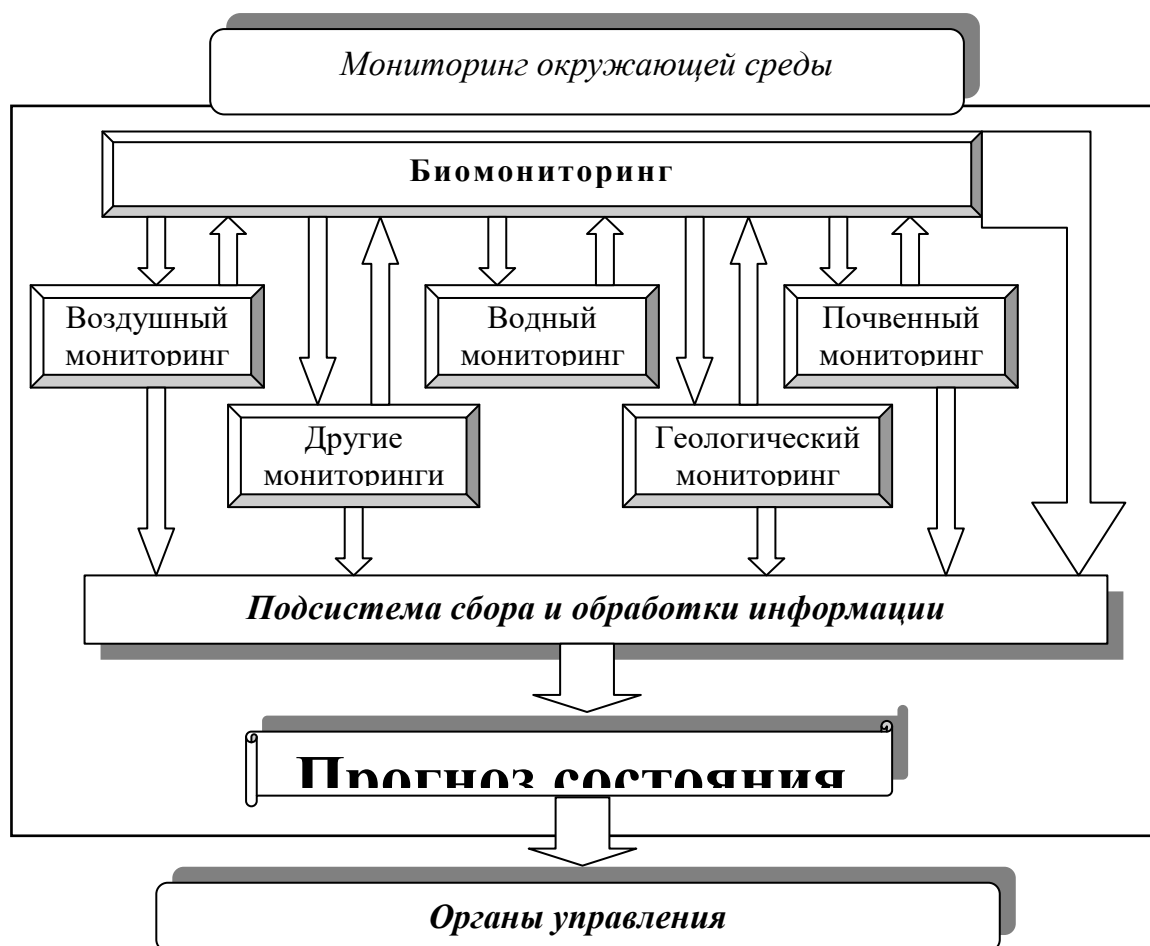 Мониторинг окружающей среды
Биомониторинг
Воздушный
мониторинг
Водный
мониторинг
Почвенный
мониторинг
Другие
мониторинги
Геологический
мониторинг
Подсистема сбора и обработки информации
Прогноз состояния
Органы управления